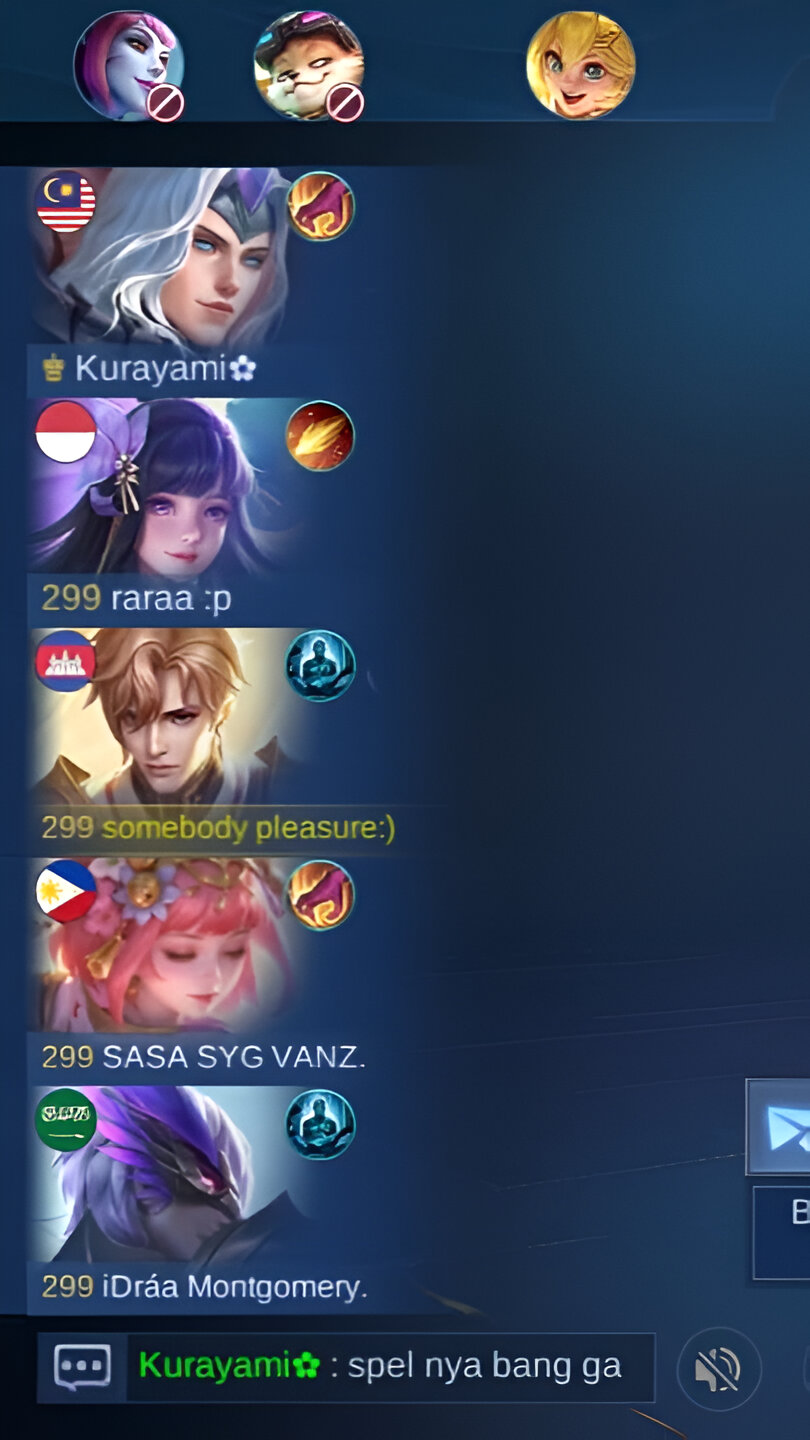 Kurayami✿
299 raraa :p
299 somebody pleasure:)
299 SASA SYG VANZ.
299 iDráa Montgomery.
B
Kurayami✿ : spel nya bang ga